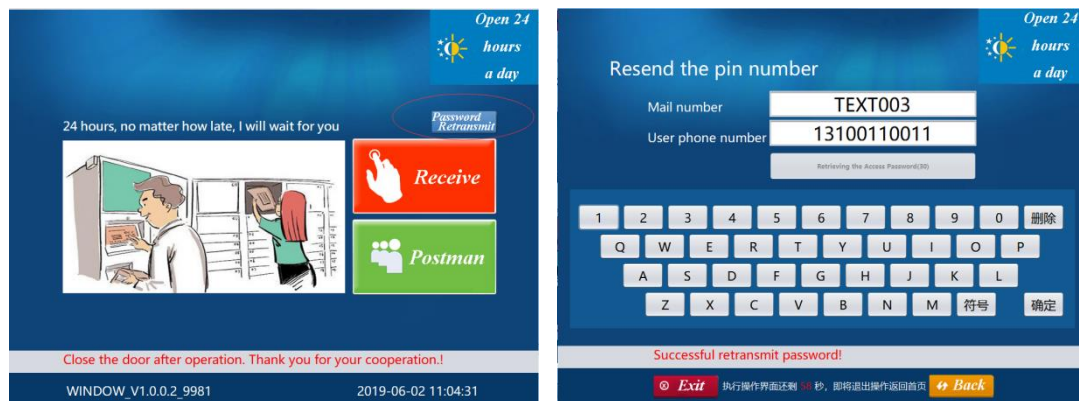 Open 24
hours
a day
24 hours, no matter how late, I will wait for you
Password
Retransmit
Receive
Postman
Close the door after operation. Thank you for your cooperation.!
WINDOW_V1.0.0.2_9981
2019-06-02 11:04:31
Open 24
hours
a day
Resend the pin number
Mail number
TEXT003
User phone number
13100110011
Retrieving the Access Password(30)
1 2 3 4 5 6 7 8 9 0 删除
Q W E R T Y U I O P
A S D F G H J K L
Z X C V B N M 符号 确定
Successful retransmit password!
Exit 执行操作界面还剩 58 秒，即将退出操作返回首页 Back